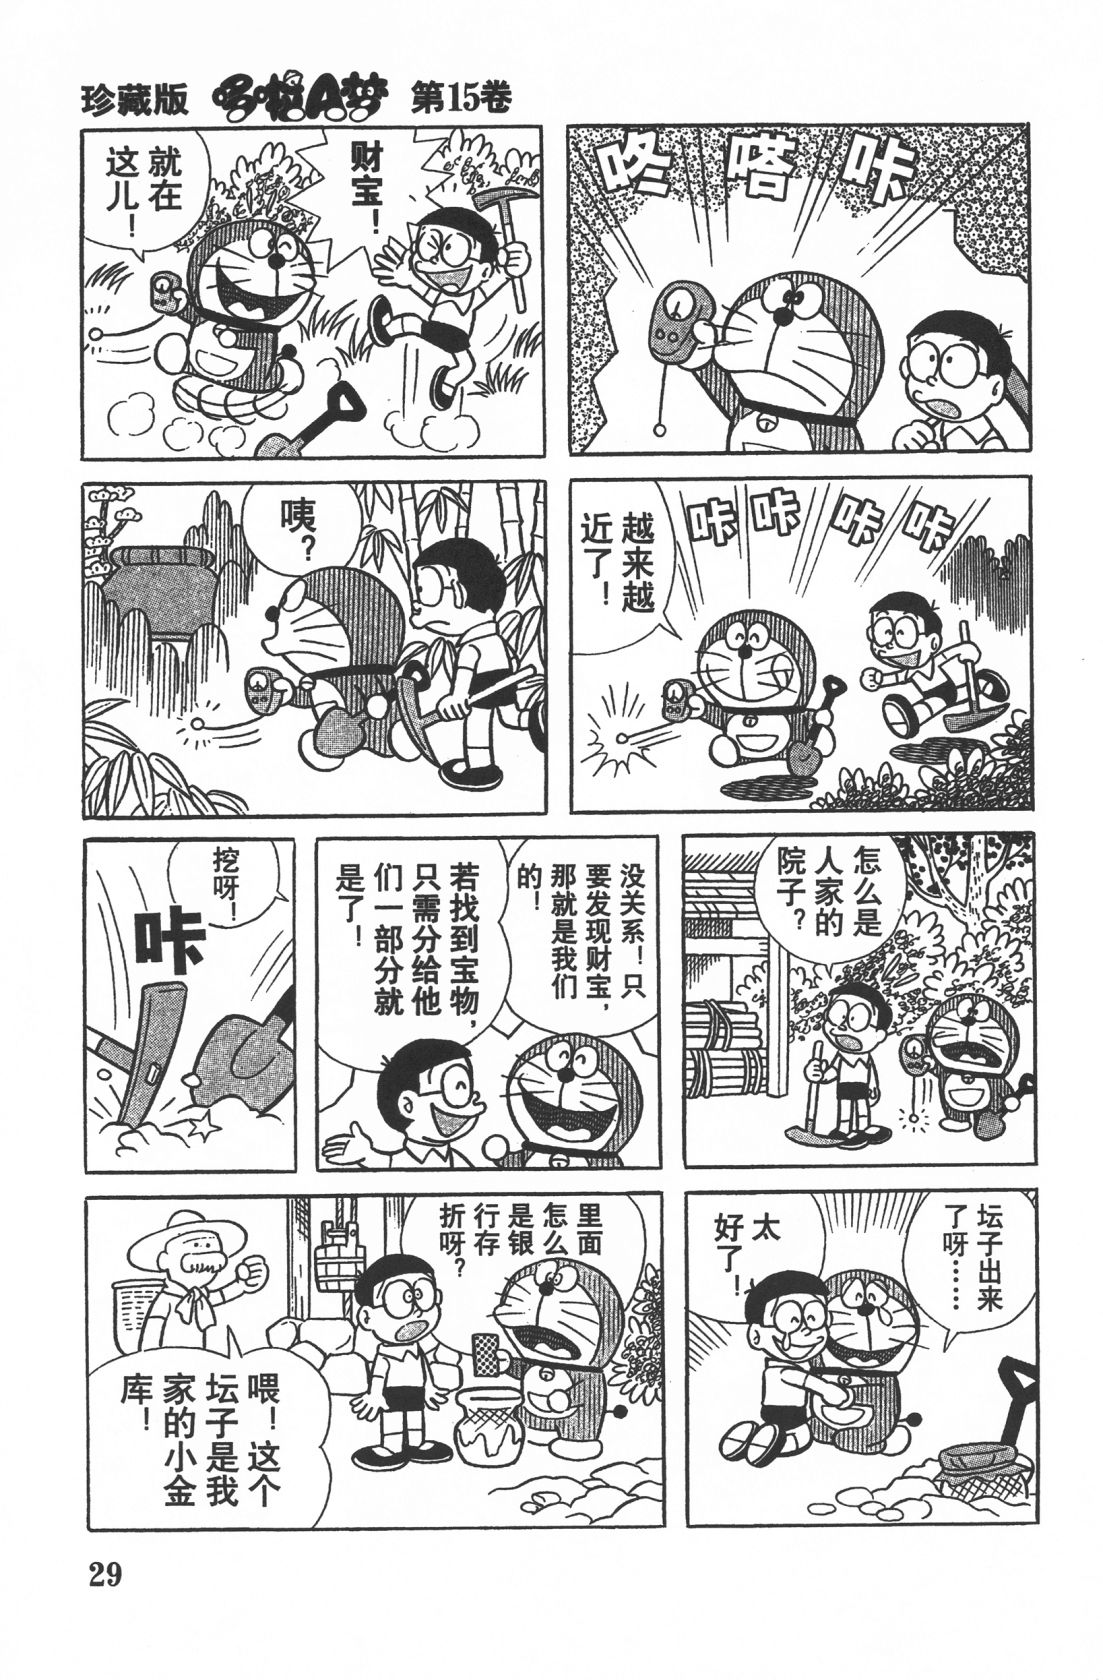 珍藏版 哆啦A梦 第15卷
咚 嗒 咔
财宝！
就在
这儿！
咔 咔 咔 咔
越来越
近了！
咦？
怎么是
人家的
院子？
没关系！只
要发现财宝，
那就是我们
的！
若找到宝物，
只需分给他
们一部分就
是了！
挖呀！
咔
坛子出来
了呀……
太
好了！
里面
怎么
是银
行存
折呀？
喂！这个
坛子是我
家的小金
库！
29